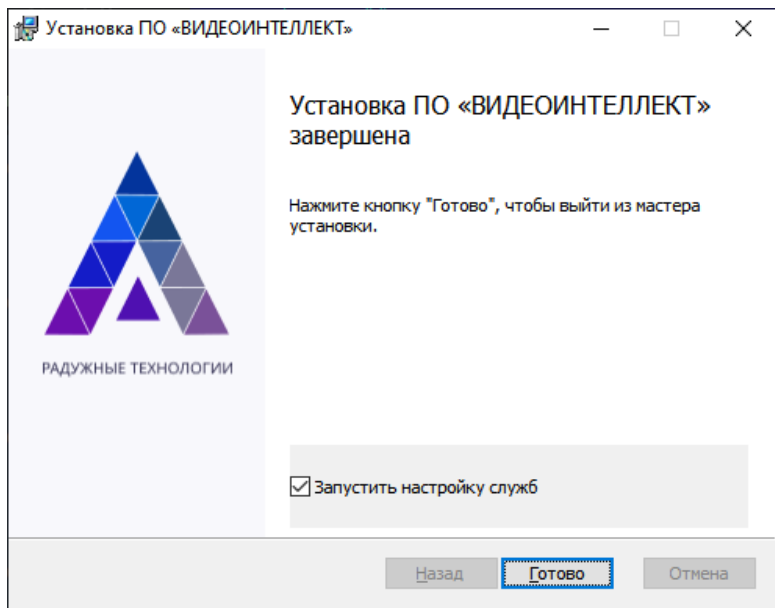 Установка ПО «ВИДЕОИНТЕЛЛЕКТ»
Установка ПО «ВИДЕОИНТЕЛЛЕКТ»
завершена
Нажмите кнопку "Готово", чтобы выйти из мастера
установки.
РАДУЖНЫЕ ТЕХНОЛОГИИ
Запустить настройку служб
Назад Готово Отмена